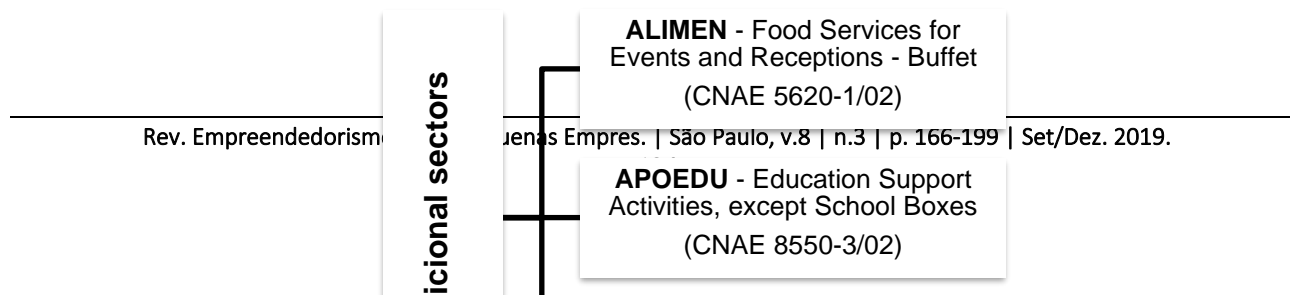 ALIMEN - Food Services for
Events and Receptions - Buffet
(CNAE 5620-1/02)
Rev. Empreendedorismo uenas Empres. | São Paulo, v.8 | n.3 | p. 166-199 | Set/Dez. 2019.
APOEDU - Education Support
Activities, except School Boxes
(CNAE 8550-3/02)
icional sectors